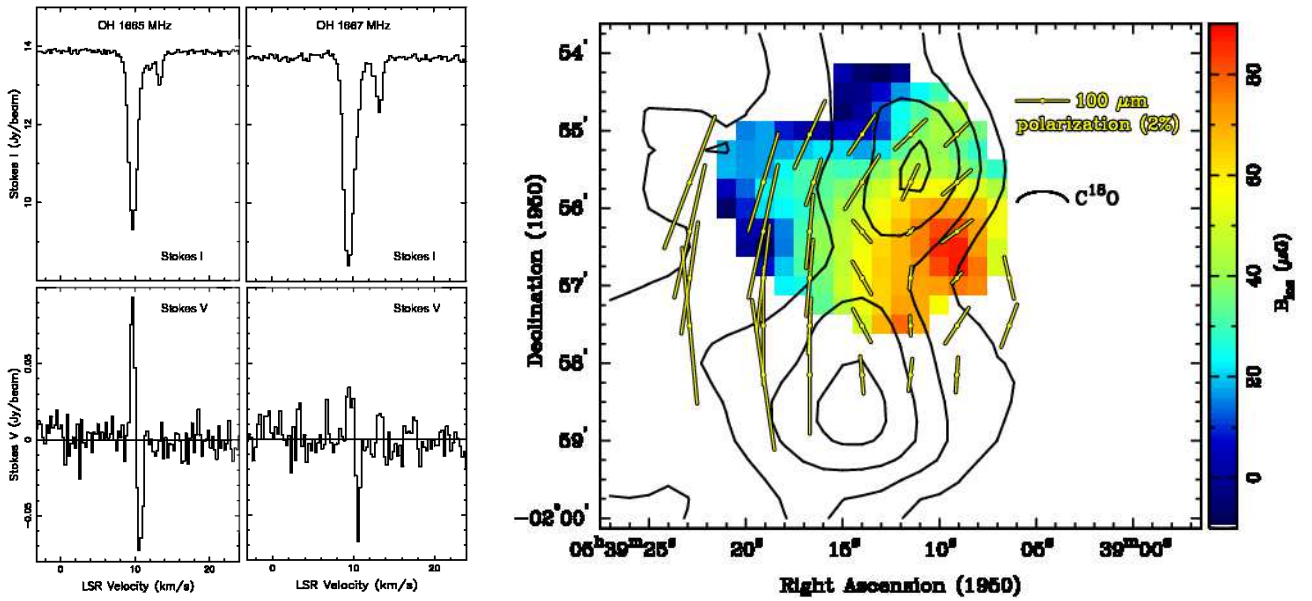 OH 1665 MHz
OH 1667 MHz
14
12
10
Stokes I (Jy/beam)
Stokes I
Stokes I
Stokes V
Stokes V
0.05
0
-0.05
Stokes V (Jy/beam)
0
10
20
0
10
20
LSR Velocity (km/s)
LSR Velocity (km/s)
54'
55'
56'
57'
58'
59'
-02°00'
Declination (1950)
100 μm
polarization (2%)
C¹⁸O
05ʰ39ᵐ25ˢ
20ˢ
15ˢ
10ˢ
05ˢ
39ᵐ00ˢ
Right Ascension (1950)
80
60
40
20
0
B_los (μG)